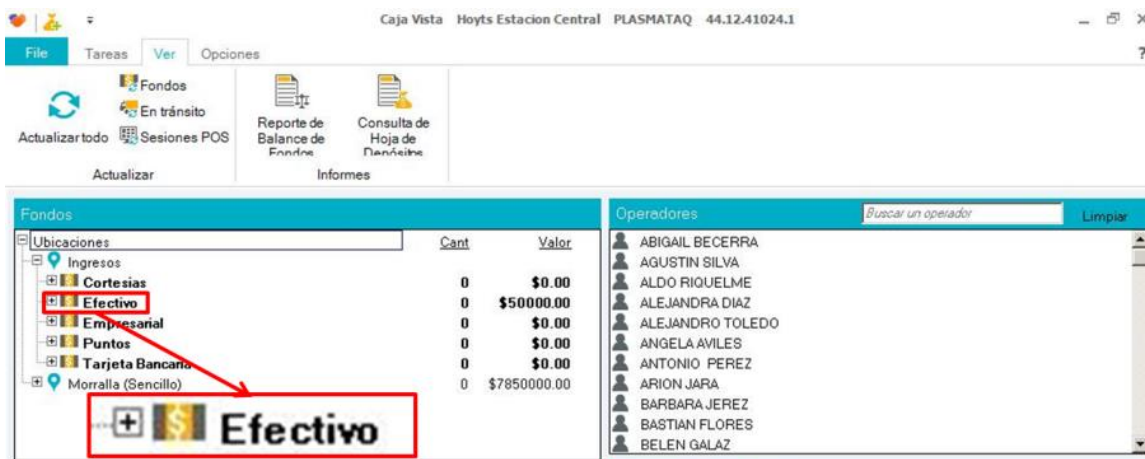 Caja Vista Hoyts Estacion Central PLASMATAQ 44.12.41024.1
File Tareas Ver Opciones ?
Actualizar todo
Fondos
En tránsito
Sesiones POS
Reporte de
Balance de
Fondos
Consulta de
Hoja de
Depósitos
Actualizar
Informes
Fondos
Ubicaciones Cant Valor
Ingresos
Cortesias 0 $0.00
Efectivo 0 $50000.00
Empresarial 0 $0.00
Puntos 0 $0.00
Tarjeta Bancaria 0 $0.00
Morralla (Sencillo) 0 $7850000.00
Efectivo
Operadores Buscar un operador Limpiar
ABIGAIL BECERRA
AGUSTIN SILVA
ALDO RIQUELME
ALEJANDRA DIAZ
ALEJANDRO TOLEDO
ANGELA AVILES
ANTONIO PEREZ
ARION JARA
BARBARA JEREZ
BASTIAN FLORES
BELEN GALAZ